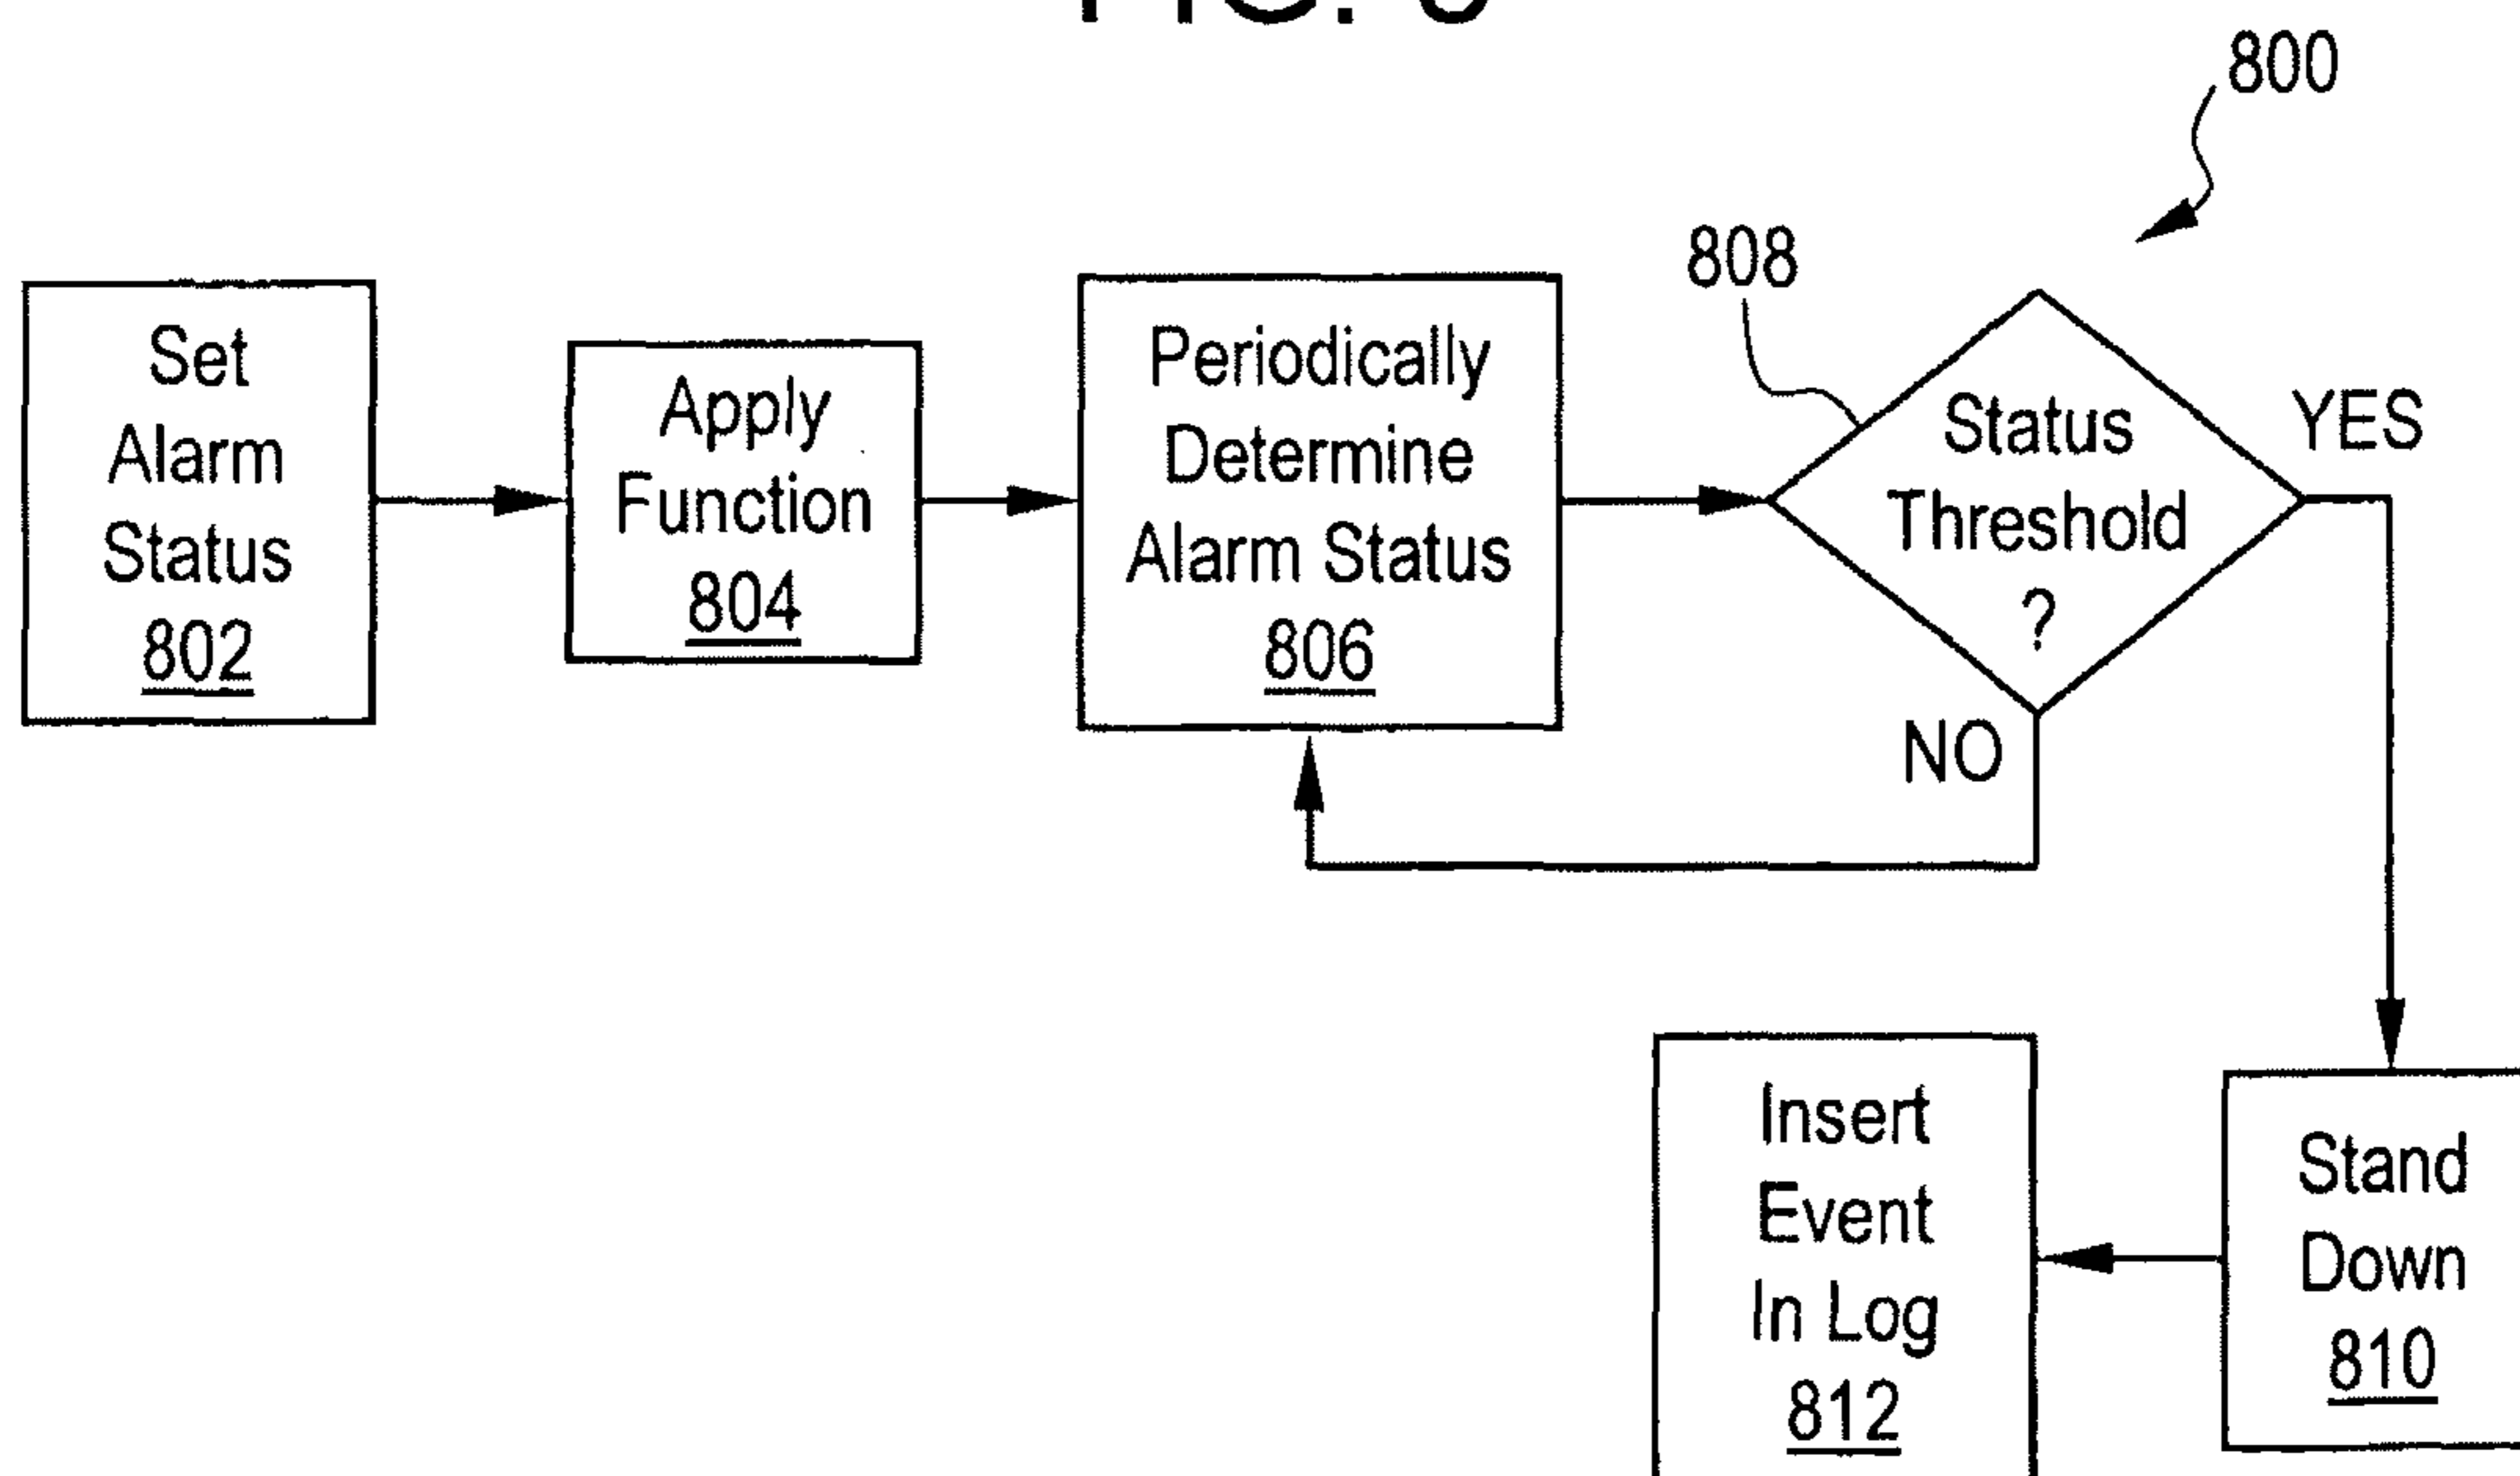 800
808
Set
Alarm
Status
802
Apply
Function
804
Periodically
Determine
Alarm Status
806
Status
Threshold
?
YES
NO
Insert
Event
In Log
812
Stand
Down
810